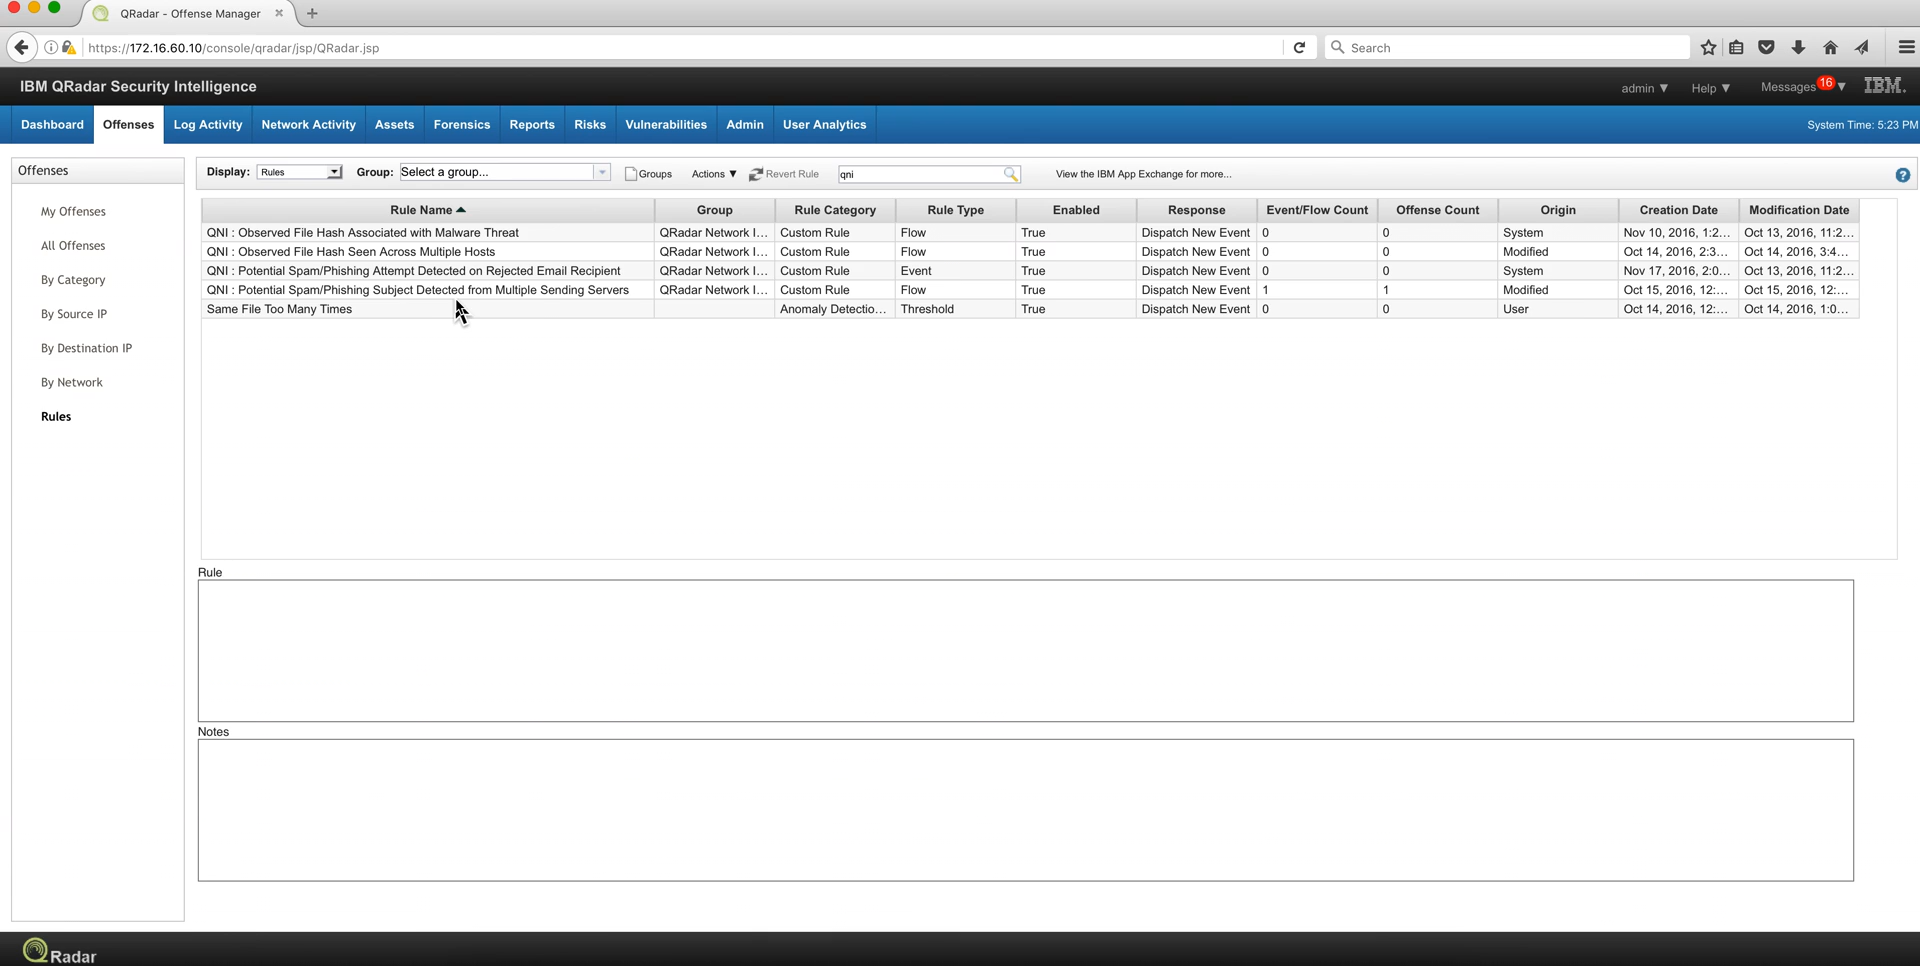 QRadar - Offense Manager
https://172.16.60.10/console/qradar/jsp/QRadar.jsp
Search
IBM QRadar Security Intelligence
admin ▼ Help ▼ Messages 16 ▼ IBM.
Dashboard Offenses Log Activity Network Activity Assets Forensics Reports Risks Vulnerabilities Admin User Analytics System Time: 5:23 PM
Offenses
My Offenses
All Offenses
By Category
By Source IP
By Destination IP
By Network
Rules
Display: Rules Group: Select a group... Groups Actions ▼ Revert Rule qni View the IBM App Exchange for more...
Rule Name Group Rule Category Rule Type Enabled Response Event/Flow Count Offense Count Origin Creation Date Modification Date
QNI : Observed File Hash Associated with Malware Threat QRadar Network I... Custom Rule Flow True Dispatch New Event 0 0 System Nov 10, 2016, 1:2... Oct 13, 2016, 11:2...
QNI : Observed File Hash Seen Across Multiple Hosts QRadar Network I... Custom Rule Flow True Dispatch New Event 0 0 Modified Oct 14, 2016, 2:3... Oct 14, 2016, 3:4...
QNI : Potential Spam/Phishing Attempt Detected on Rejected Email Recipient QRadar Network I... Custom Rule Event True Dispatch New Event 0 0 System Nov 17, 2016, 2:0... Oct 13, 2016, 11:2...
QNI : Potential Spam/Phishing Subject Detected from Multiple Sending Servers QRadar Network I... Custom Rule Flow True Dispatch New Event 1 1 Modified Oct 15, 2016, 12:... Oct 15, 2016, 12:...
Same File Too Many Times Anomaly Detectio... Threshold True Dispatch New Event 0 0 User Oct 14, 2016, 12:... Oct 14, 2016, 1:0...
Rule
Notes
QRadar